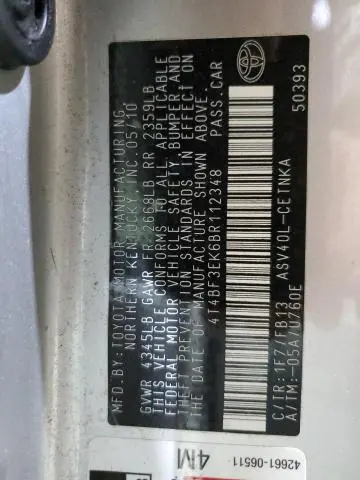 MFD.BY:TOYOTA MOTOR MANUFACTURING,
NORTHERN KENTUCKY, INC. 05/10
GVWR 4345LB GAWR FR 2668LB RR 2359LB
THIS VEHICLE CONFORMS TO ALL APPLICABLE
FEDERAL MOTOR VEHICLE SAFETY, BUMPER, AND
THEFT PREVENTION STANDARDS IN EFFECT ON
THE DATE OF MANUFACTURE SHOWN ABOVE.
4T4BF3EK8BR112348 PASS.CAR
C/TR:1F7/FB13 ASV40L-CETNKA
A/TM:-05A/U760E 50393
42661-06511
4M